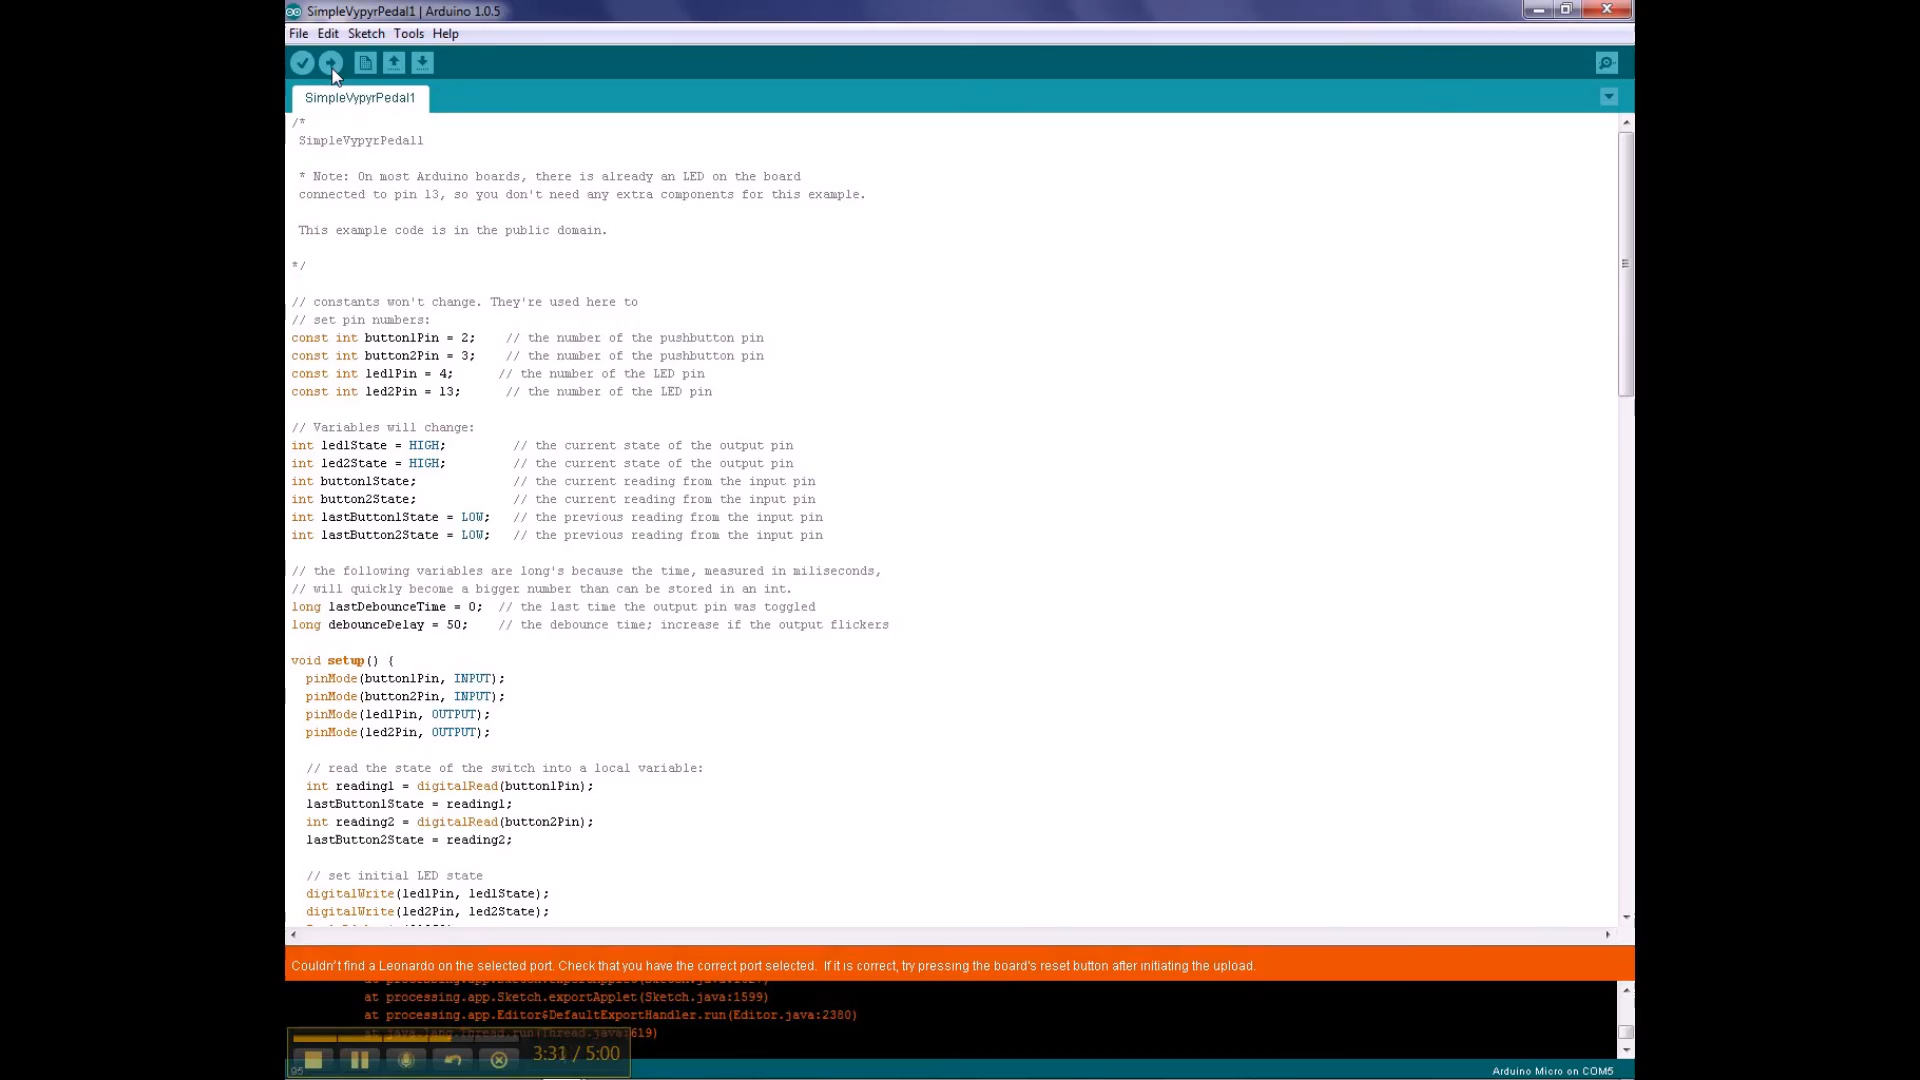 SimpleVypyrPedal1 | Arduino 1.0.5
File Edit Sketch Tools Help
SimpleVypyrPedal1
/*
SimpleVypyrPedal1
* Note: On most Arduino boards, there is already an LED on the board
connected to pin 13, so you don't need any extra components for this example.
This example code is in the public domain.
*/
// constants won't change. They're used here to
// set pin numbers:
const int button1Pin = 2; // the number of the pushbutton pin
const int button2Pin = 3; // the number of the pushbutton pin
const int led1Pin = 4; // the number of the LED pin
const int led2Pin = 13; // the number of the LED pin
// Variables will change:
int led1State = HIGH; // the current state of the output pin
int led2State = HIGH; // the current state of the output pin
int button1State; // the current reading from the input pin
int button2State; // the current reading from the input pin
int lastButton1State = LOW; // the previous reading from the input pin
int lastButton2State = LOW; // the previous reading from the input pin
// the following variables are long's because the time, measured in miliseconds,
// will quickly become a bigger number than can be stored in an int.
long lastDebounceTime = 0; // the last time the output pin was toggled
long debounceDelay = 50; // the debounce time; increase if the output flickers
void setup() {
pinMode(button1Pin, INPUT);
pinMode(button2Pin, INPUT);
pinMode(led1Pin, OUTPUT);
pinMode(led2Pin, OUTPUT);
// read the state of the switch into a local variable:
int reading1 = digitalRead(button1Pin);
lastButton1State = reading1;
int reading2 = digitalRead(button2Pin);
lastButton2State = reading2;
// set initial LED state
digitalWrite(led1Pin, led1State);
digitalWrite(led2Pin, led2State);
Couldn't find a Leonardo on the selected port. Check that you have the correct port selected. If it is correct, try pressing the board's reset button after initiating the upload.
at processing.app.Sketch.exportApplet(Sketch.java:1599)
at processing.app.Editor$DefaultExportHandler.run(Editor.java:2380)
at java.lang.Thread.run(Thread.java:619)
3:31 / 5:00
95
Arduino Micro on COM5